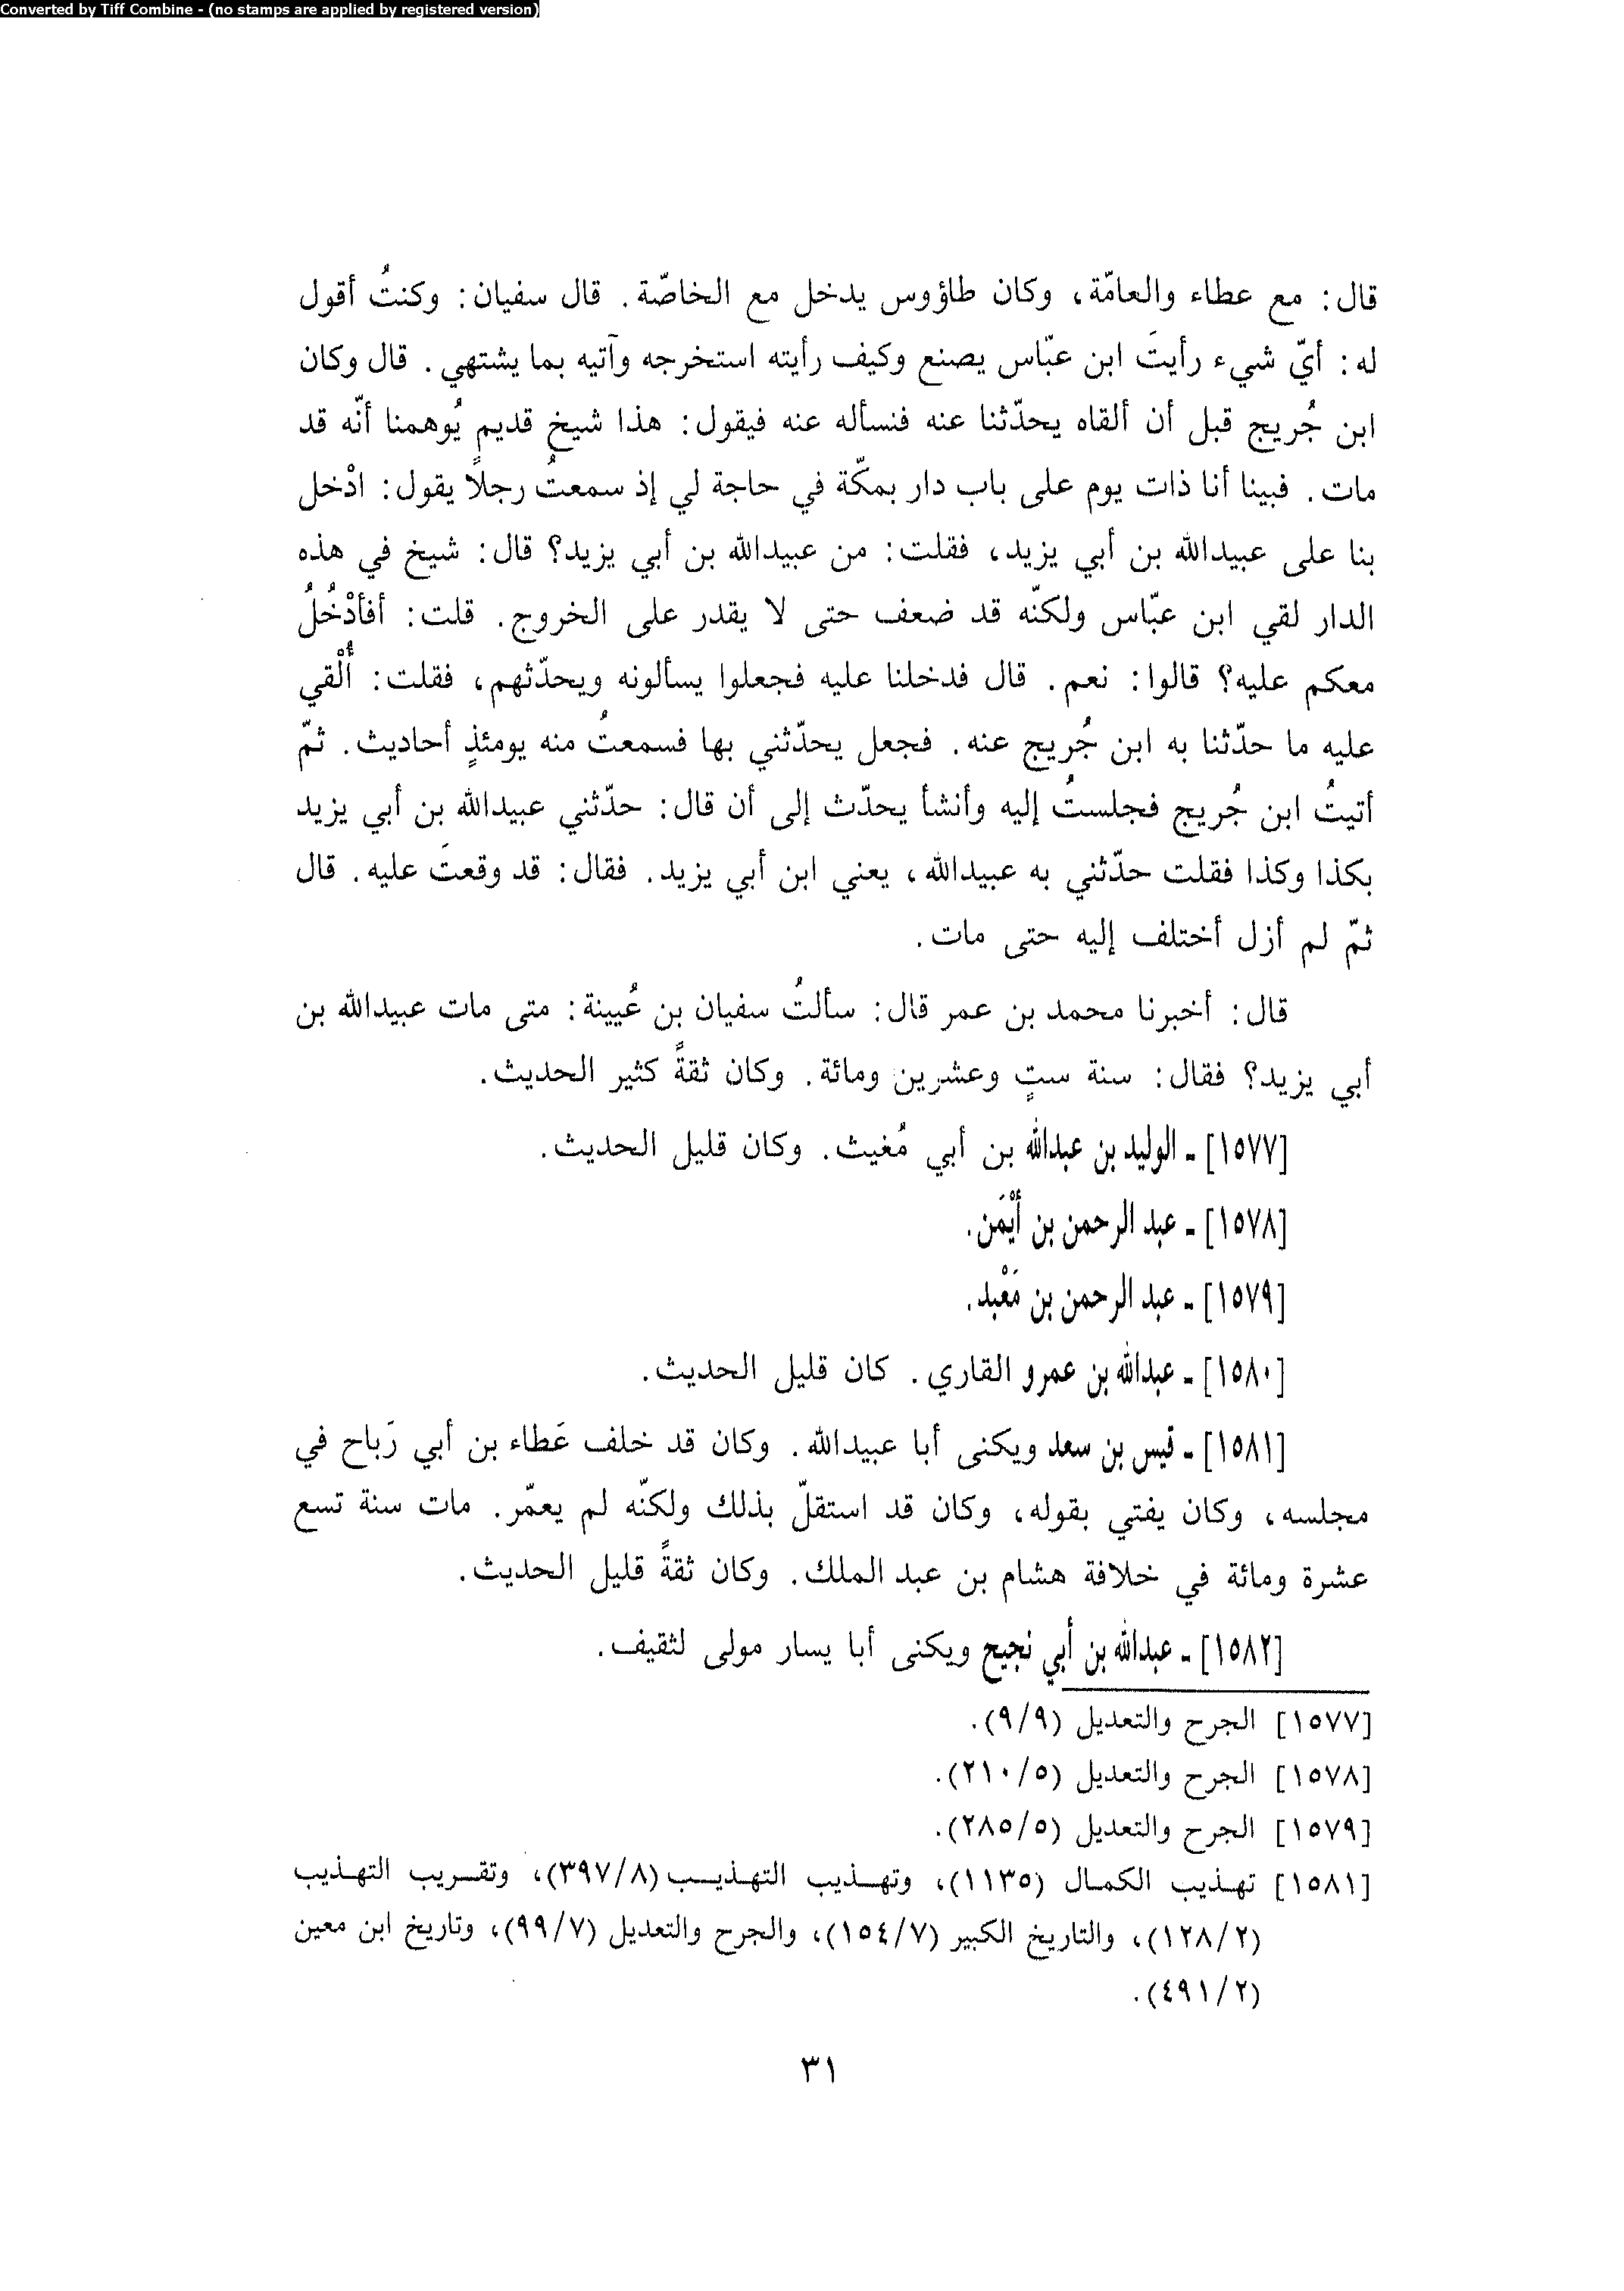 Converted by Tiff Combine - (no stamps are applied by registered version)
قال: مع عطاء والعامّة، وكان طاؤوس يدخل مع الخاصّة. قال سفيان: وكنتُ أقول
له: أيّ شيء رأيتَ ابن عبّاس يصنع وكيف رأيته استخرجه وآتيه بما يشتهي. قال وكان
ابن جُريج قبل أن ألقاه يحدّثنا عنه فنسأله عنه فيقول: هذا شيخ قديم يُوهمنا أنّه قد
مات. فبينا أنا ذات يوم على باب دار بمكّة في حاجة لي إذ سمعتُ رجلاً يقول: ادْخل
بنا على عبيدالله بن أبي يزيد، فقلت: من عبيدالله بن أبي يزيد؟ قال: شيخ في هذه
الدار لقي ابن عبّاس ولكنّه قد ضعف حتى لا يقدر على الخروج. قلت: أفأدْخُلُ
معكم عليه؟ قالوا: نعم. قال فدخلنا عليه فجعلوا يسألونه ويحدّثهم، فقلت: أُلْقي
عليه ما حدّثنا به ابن جُريج عنه. فجعل يحدّثني بها فسمعتُ منه يومئذٍ أحاديث. ثمّ
أتيتُ ابن جُريج فجلستُ إليه وأنشأ يحدّث إلى أن قال: حدّثني عبيدالله بن أبي يزيد
بكذا وكذا فقلت حدّثني به عبيدالله، يعني ابن أبي يزيد. فقال: قد وقعتَ عليه. قال
ثمّ لم أزل أختلف إليه حتى مات.
قال: أخبرنا محمد بن عمر قال: سألتُ سفيان بن عُيينة: متى مات عبيدالله بن
أبي يزيد؟ فقال: سنة ستٍ وعشرين ومائة. وكان ثقةً كثير الحديث.
[١٥٧٧] ـ الوليد بن عبدالله بن أبي مُغيث. وكان قليل الحديث.
[١٥٧٨] ـ عبد الرحمن بن أيْمَن.
[١٥٧٩] ـ عبد الرحمن بن مَعْبد.
[١٥٨٠] ـ عبدالله بن عمرو القاري. كان قليل الحديث.
[١٥٨١] ـ قيس بن سعد ويكنى أبا عبيدالله. وكان قد خلف عَطاء بن أبي رَباح في
مجلسه، وكان يفتي بقوله، وكان قد استقلّ بذلك ولكنّه لم يعمّر. مات سنة تسع
عشرة ومائة في خلافة هشام بن عبد الملك. وكان ثقةً قليل الحديث.
[١٥٨٢] ـ عبدالله بن أبي نجيح ويكنى أبا يسار مولى لثقيف.
[١٥٧٧] الجرح والتعديل (٩/٩).
[١٥٧٨] الجرح والتعديل (٢١٠/٥).
[١٥٧٩] الجرح والتعديل (٢٨٥/٥).
[١٥٨١] تهـذيب الكمـال (١١٣٥)، وتهـذيب التهـذيـب (٣٩٧/٨)، وتقـريب التهـذيب
(١٢٨/٢)، والتاريخ الكبير (١٥٤/٧)، والجرح والتعديل (٩٩/٧)، وتاريخ ابن معين
(٤٩١/٢).
٣١